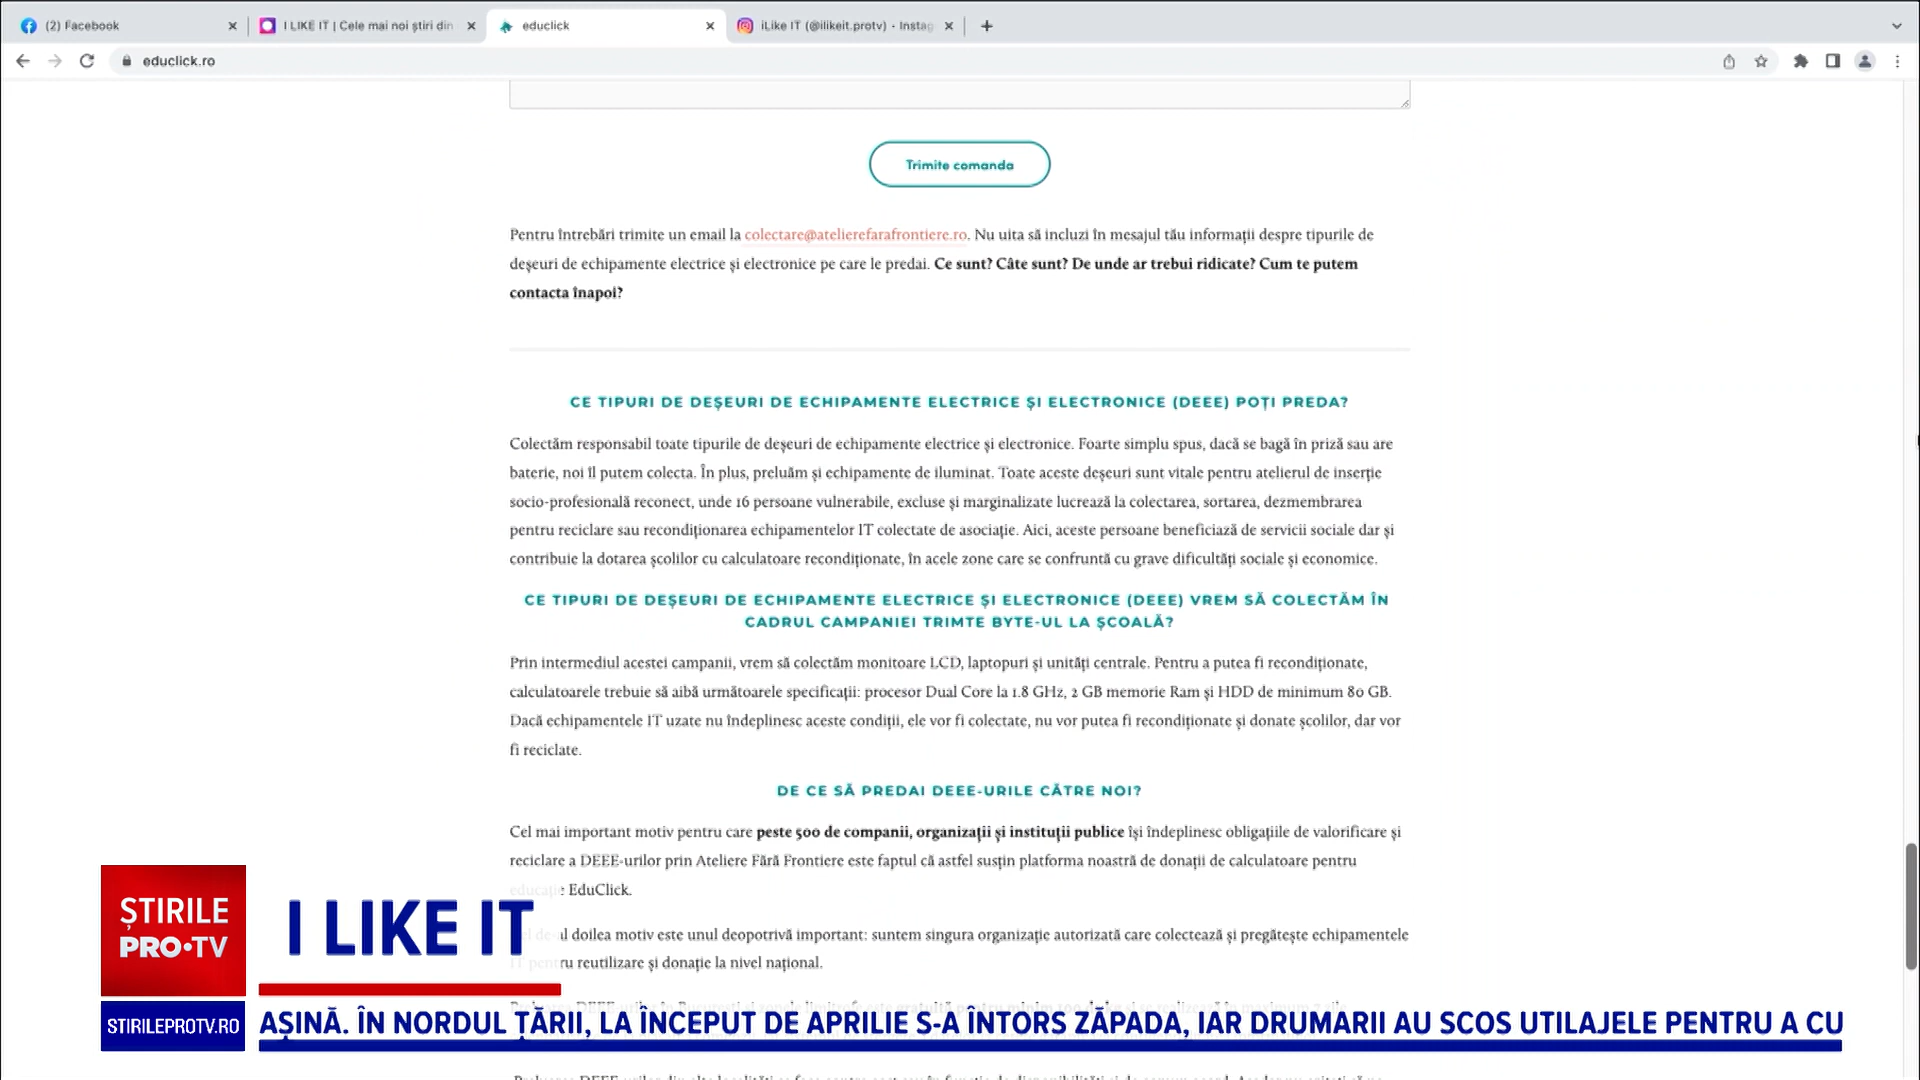 (2) Facebook
I LIKE IT | Cele mai noi știri din
educlick
iLike IT (@ilikeit.protv) • Instag
educlick.ro
Trimite comanda
Pentru întrebări trimite un email la colectare@atelierefarafrontiere.ro. Nu uita să incluzi în mesajul tău informații despre tipurile de
deșeuri de echipamente electrice și electronice pe care le predai. Ce sunt? Câte sunt? De unde ar trebui ridicate? Cum te putem
contacta înapoi?
CE TIPURI DE DEȘEURI DE ECHIPAMENTE ELECTRICE ȘI ELECTRONICE (DEEE) POȚI PREDA?
Colectăm responsabil toate tipurile de deșeuri de echipamente electrice și electronice. Foarte simplu spus, dacă se bagă în priză sau are
baterie, noi îl putem colecta. În plus, preluăm și echipamente de iluminat. Toate aceste deșeuri sunt vitale pentru atelierul de inserție
socio-profesională reconect, unde 16 persoane vulnerabile, excluse și marginalizate lucrează la colectarea, sortarea, dezmembrarea
pentru reciclare sau recondiționarea echipamentelor IT colectate de asociație. Aici, aceste persoane beneficiază de servicii sociale dar și
contribuie la dotarea școlilor cu calculatoare recondiționate, în acele zone care se confruntă cu grave dificultăți sociale și economice.
CE TIPURI DE DEȘEURI DE ECHIPAMENTE ELECTRICE ȘI ELECTRONICE (DEEE) VREM SĂ COLECTĂM ÎN
CADRUL CAMPANIEI TRIMTE BYTE-UL LA ȘCOALĂ?
Prin intermediul acestei campanii, vrem să colectăm monitoare LCD, laptopuri și unități centrale. Pentru a putea fi recondiționate,
calculatoarele trebuie să aibă următoarele specificații: procesor Dual Core la 1.8 GHz, 2 GB memorie Ram și HDD de minimum 80 GB.
Dacă echipamentele IT uzate nu îndeplinesc aceste condiții, ele vor fi colectate, nu vor putea fi recondiționate și donate școlilor, dar vor
fi reciclate.
DE CE SĂ PREDAI DEEE-URILE CĂTRE NOI?
Cel mai important motiv pentru care peste 500 de companii, organizații și instituții publice își îndeplinesc obligațiile de valorificare și
reciclare a DEEE-urilor prin Ateliere Fără Frontiere este faptul că astfel susțin platforma noastră de donații de calculatoare pentru
educație EduClick.
doilea motiv este unul deopotrivă important: suntem singura organizație autorizată care colectează și pregătește echipamentele
IT pentru reutilizare și donație la nivel național.
ȘTIRILE
PRO•TV
I LIKE IT
STIRILEPROTV.RO
AȘINĂ. ÎN NORDUL ȚĂRII, LA ÎNCEPUT DE APRILIE S-A ÎNTORS ZĂPADA, IAR DRUMARII AU SCOS UTILAJELE PENTRU A CU